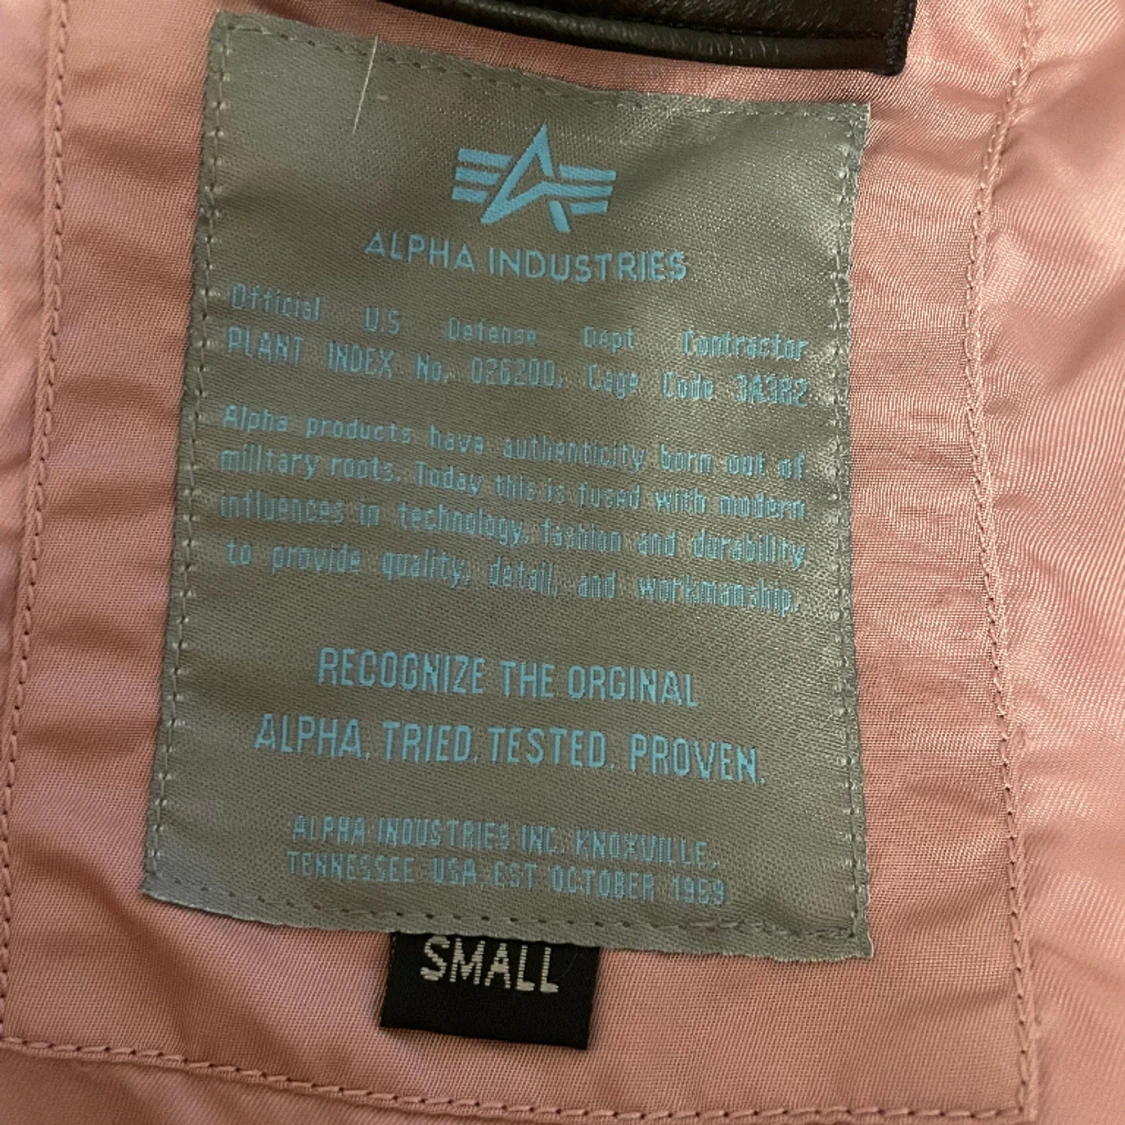 ALPHA INDUSTRIES
Official U.S Defense Dept Contractor
PLANT INDEX No. 026200. Cage Code 3A382
Alpha products have authenticity born out of
military roots. Today this is fused with modern
influences in technology, fashion and durability
to provide quality, detail, and workmanship.
RECOGNIZE THE ORGINAL
ALPHA. TRIED. TESTED. PROVEN.
ALPHA INDUSTRIES INC. KNOXVILLE,
TENNESSEE USA, EST OCTOBER 1959
SMALL